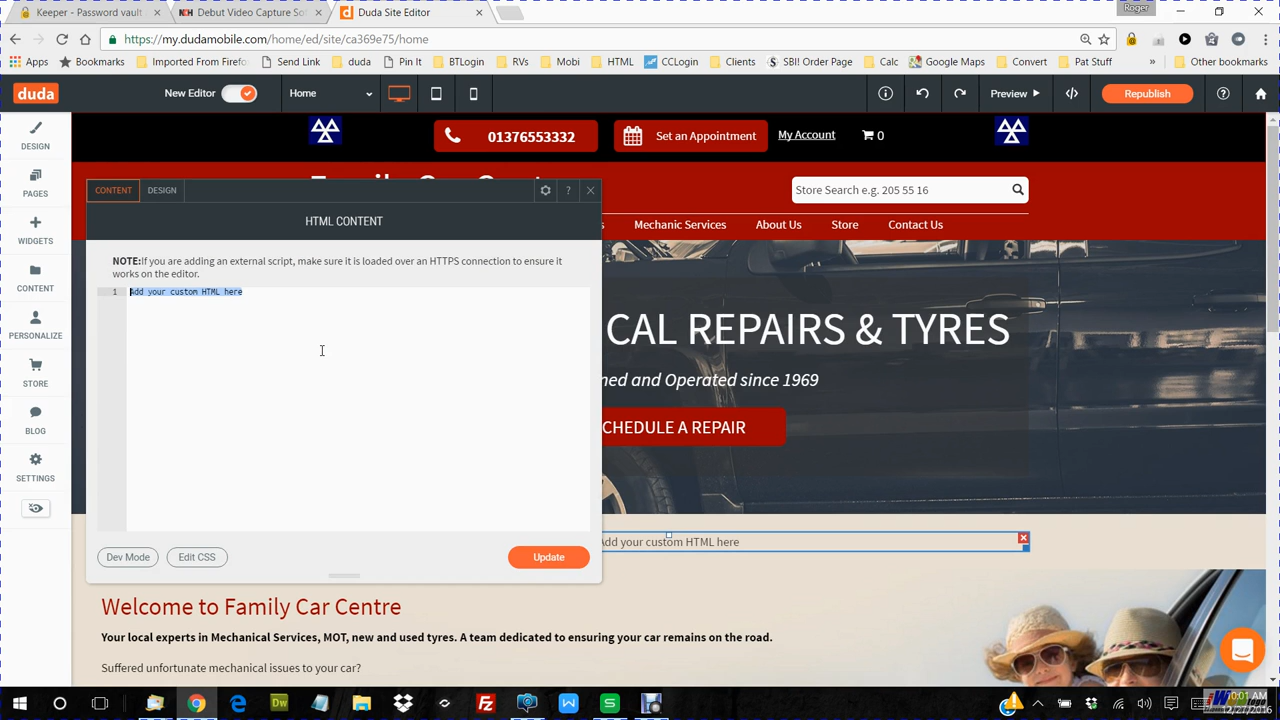 Keeper - Password vault
Debut Video Capture So
Duda Site Editor
Roger
https://my.dudamobile.com/home/ed/site/ca369e75/home
Apps Bookmarks Imported From Firefo Send Link duda Pin It BTLogin RVs Mobi HTML CCLogin Clients SBI! Order Page Calc Google Maps Convert Pat Stuff » Other bookmarks
duda New Editor Home Preview </> Republish
DESIGN
PAGES
WIDGETS
CONTENT
PERSONALIZE
STORE
BLOG
SETTINGS
01376553332 Set an Appointment My Account 0
Store Search e.g. 205 55 16
Mechanic Services About Us Store Contact Us
CONTENT DESIGN ?
HTML CONTENT
NOTE:If you are adding an external script, make sure it is loaded over an HTTPS connection to ensure it
works on the editor.
1 Add your custom HTML here
Dev Mode Edit CSS Update
CAL REPAIRS & TYRES
ned and Operated since 1969
CHEDULE A REPAIR
Add your custom HTML here
Welcome to Family Car Centre
Your local experts in Mechanical Services, MOT, new and used tyres. A team dedicated to ensuring your car remains on the road.
Suffered unfortunate mechanical issues to your car?
0:01 AM
12/27/2016